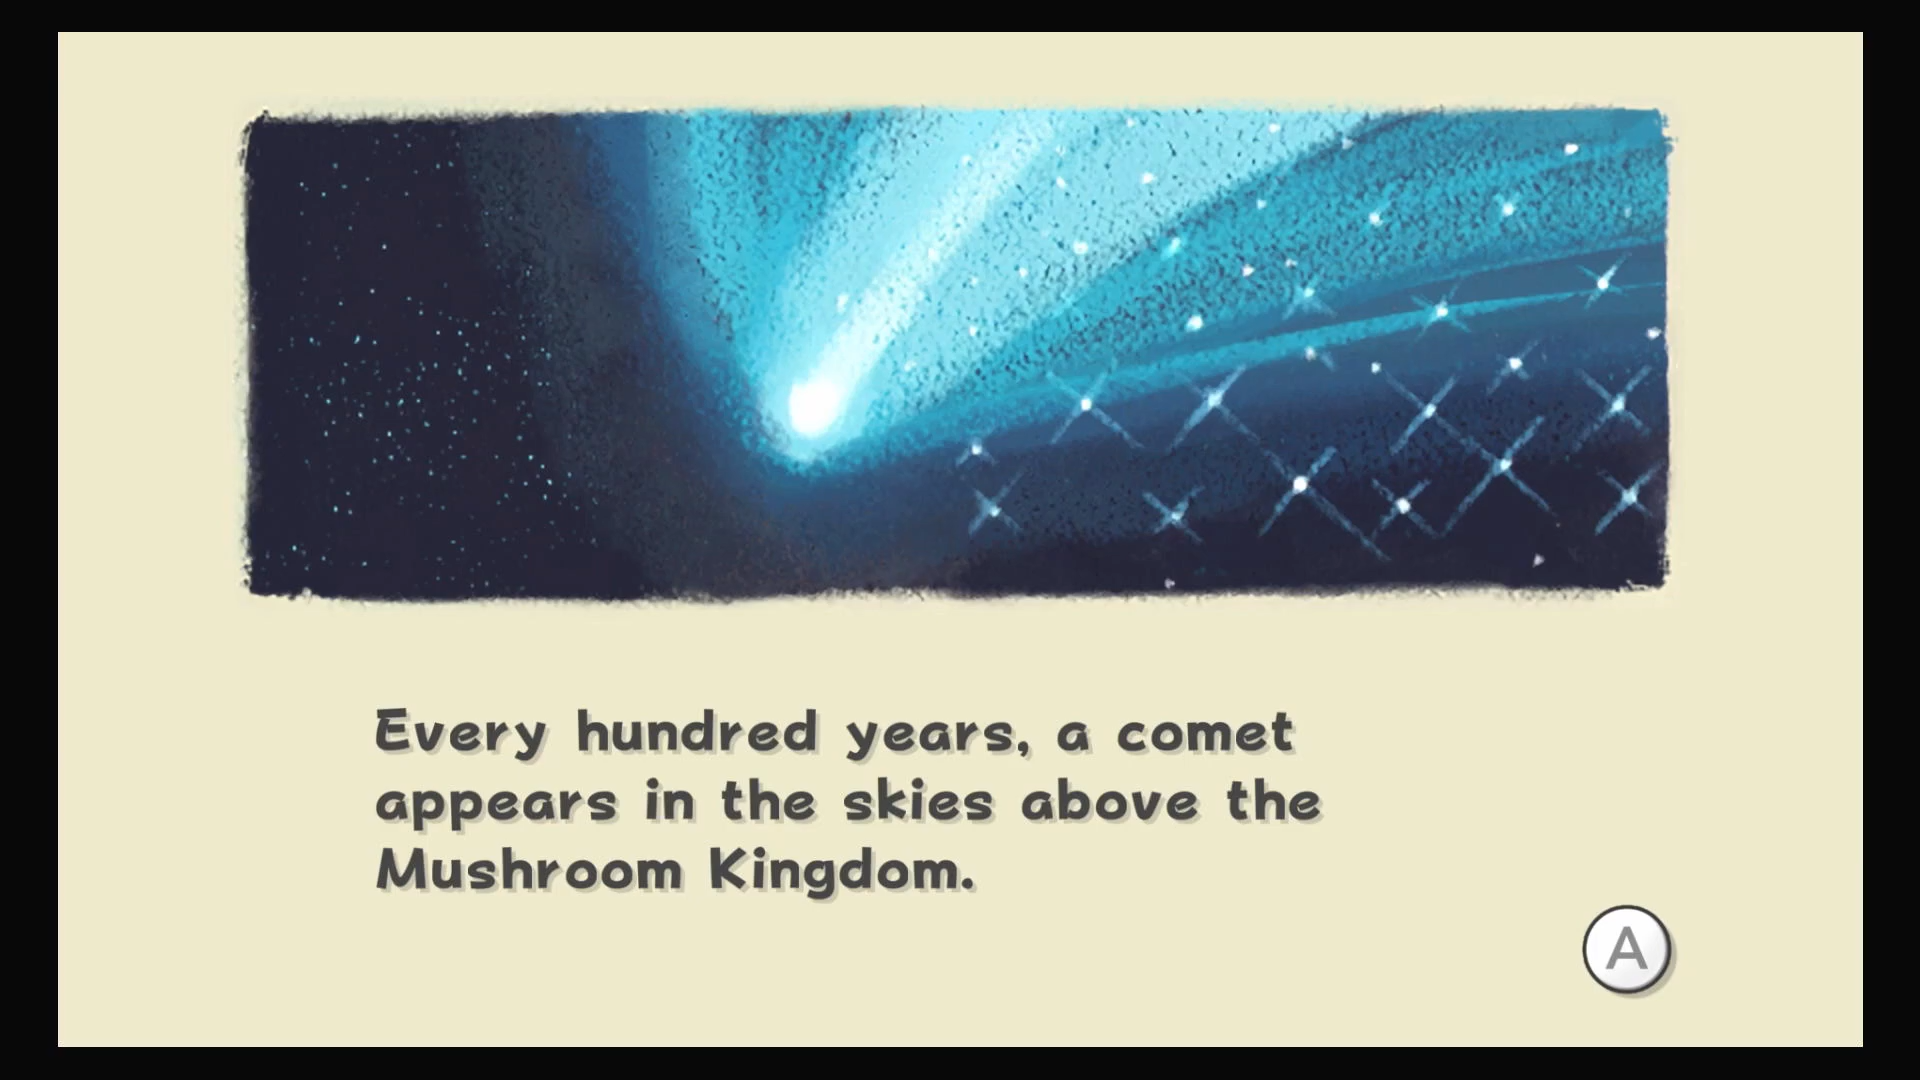 Every hundred years, a comet
appears in the skies above the
Mushroom Kingdom.
A